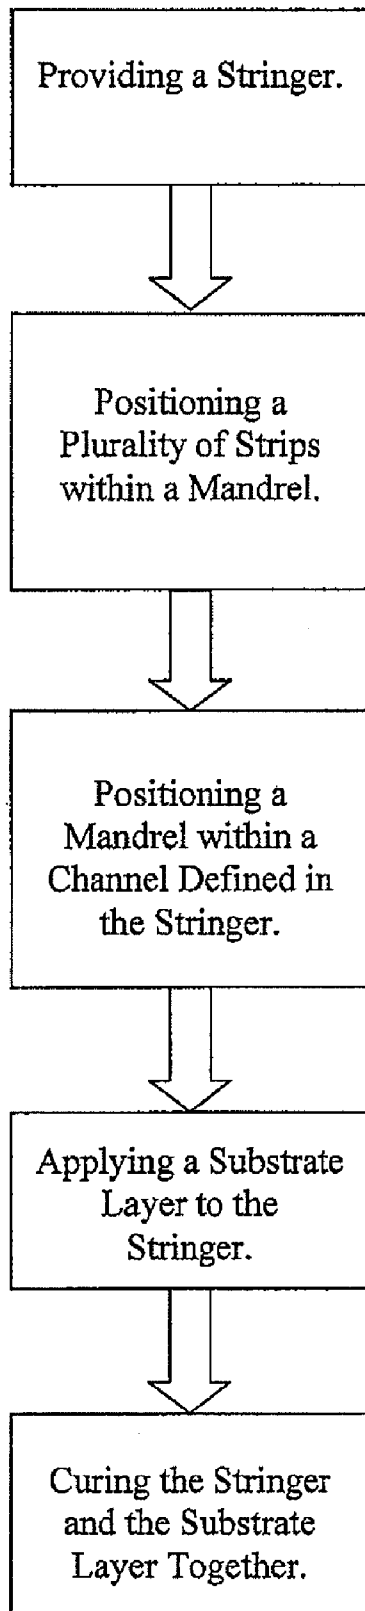 Providing a Stringer.
Positioning a
Plurality of Strips
within a Mandrel.
Positioning a
Mandrel within a
Channel Defined in
the Stringer.
Applying a Substrate
Layer to the
Stringer.
Curing the Stringer
and the Substrate
Layer Together.